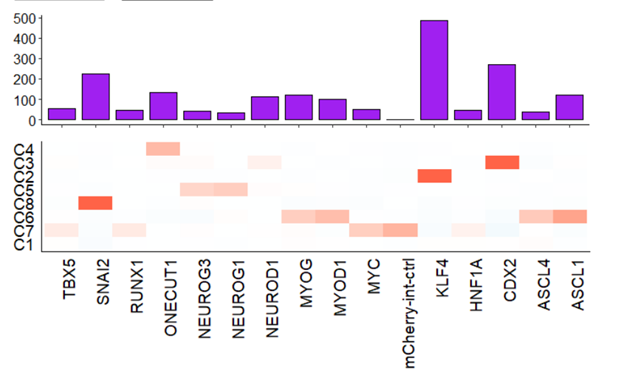 500
400
300
200
100
0
C4
C3
C2
C5
C8
C6
C7
C1
TBX5
SNAI2
RUNX1
ONECUT1
NEUROG3
NEUROG1
NEUROD1
MYOG
MYOD1
MYC
mCherry-int-ctrl
KLF4
HNF1A
CDX2
ASCL4
ASCL1